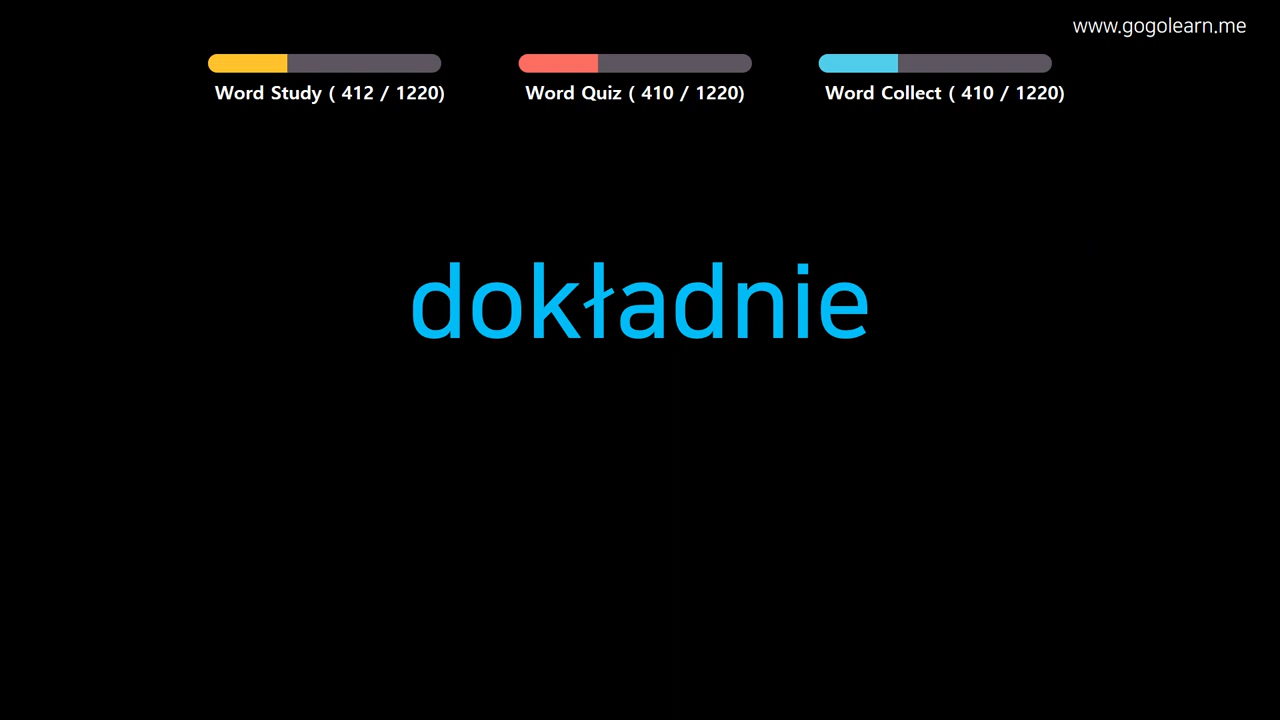 www.gogolearn.me
Word Study ( 412 / 1220)
Word Quiz ( 410 / 1220)
Word Collect ( 410 / 1220)
dokładnie